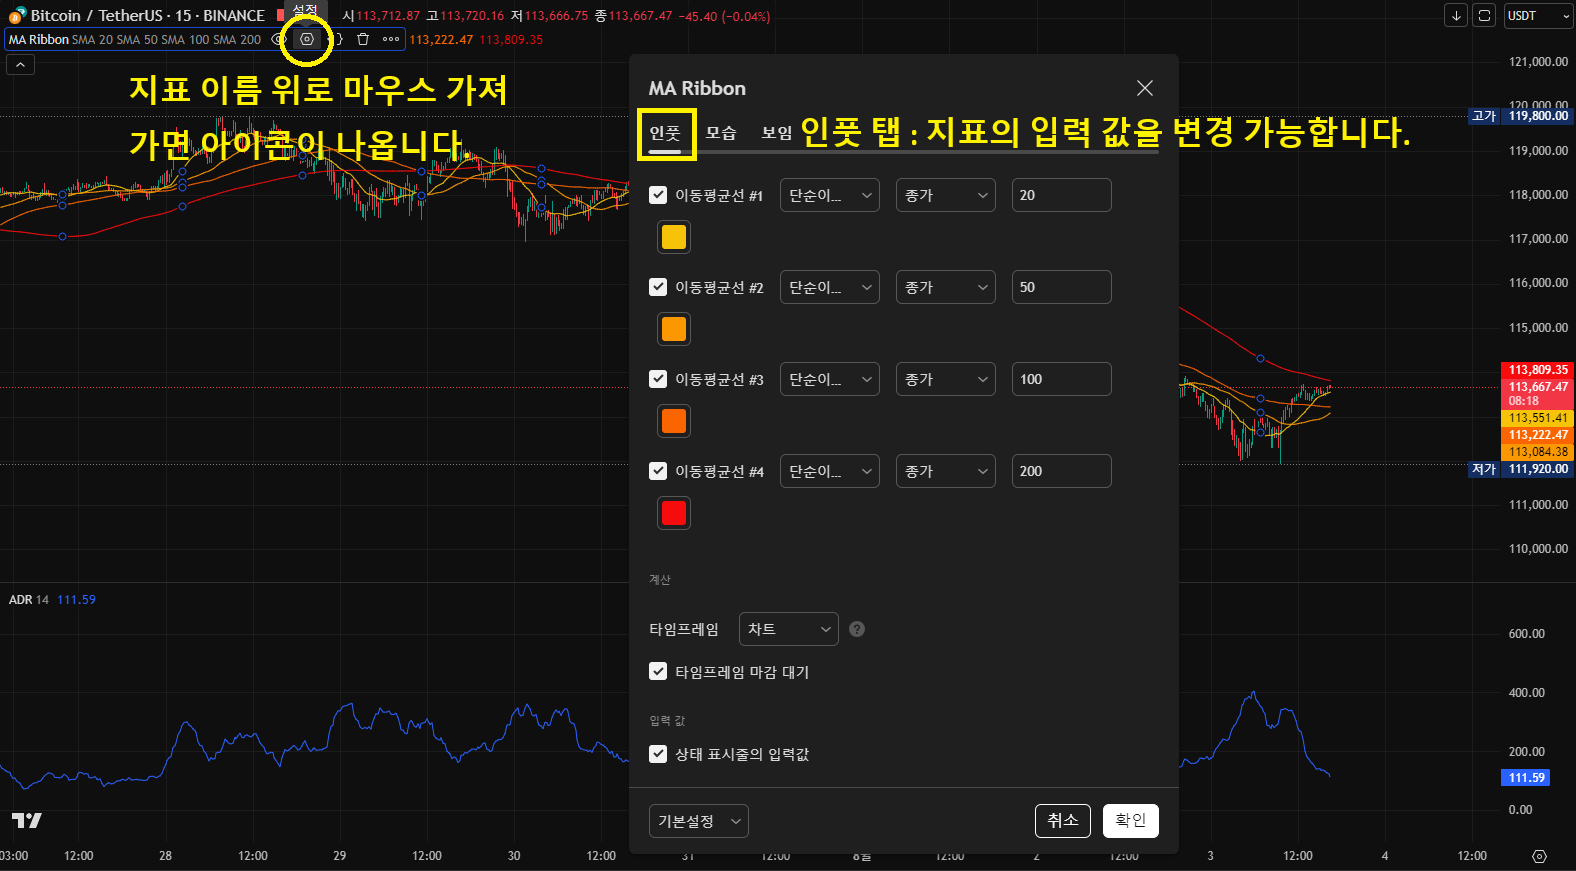 Bitcoin / TetherUS · 15 · BINANCE
설정
시113,712.87 고113,720.16 저113,666.75 종113,667.47 −45.40 (−0.04%)
USDT
MA Ribbon SMA 20 SMA 50 SMA 100 SMA 200
113,222.47 113,809.35
지표 이름 위로 마우스 가져
가면 아이콘이 나옵니다
MA Ribbon
인풋 모습 보임
인풋 탭 : 지표의 입력 값을 변경 가능합니다.
이동평균선 #1 단순이... 종가 20
이동평균선 #2 단순이... 종가 50
이동평균선 #3 단순이... 종가 100
이동평균선 #4 단순이... 종가 200
계산
타임프레임 차트 ?
타임프레임 마감 대기
입력 값
상태 표시줄의 입력값
기본설정 취소 확인
121,000.00
120,000.00
고가 119,800.00
119,000.00
118,000.00
117,000.00
116,000.00
115,000.00
113,809.35
113,667.47
08:18
113,551.41
113,222.47
113,084.38
저가 111,920.00
111,000.00
110,000.00
ADR 14 111.59
600.00
400.00
200.00
111.59
0.00
03:00 12:00 28 12:00 29 12:00 30 12:00 31 12:00 8월 12:00 2 12:00 3 12:00 4 12:00